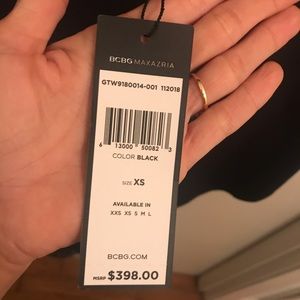 BCBGMAXAZRIA
GTW9180014-001 112018
6 13000 50082 3
COLOR BLACK
SIZE XS
AVAILABLE IN
XXS XS S M L
BCBG.COM
MSRP $398.00